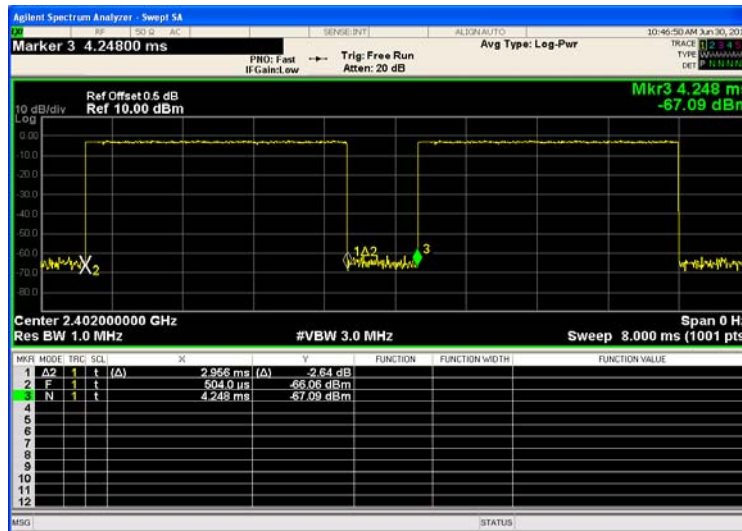 Agilent Spectrum Analyzer - Swept SA
RF 50 Ω AC SENSE:INT ALIGNAUTO 10:46:50 AM Jun 30, 201
Marker 3 4.24800 ms
PNO: Fast
IFGain:Low
Trig: Free Run
Atten: 20 dB
Avg Type: Log-Pwr
TRACE 1 2 3 4 5
TYPE
DET P N N N N
Mkr3 4.248 ms
-67.09 dBm
Ref Offset 0.5 dB
10 dB/div Ref 10.00 dBm
Log
0.00
-10.0
-20.0
-30.0
-40.0
-50.0
-60.0
-70.0
-80.0
2
1Δ2
3
Center 2.402000000 GHz Span 0 Hz
Res BW 1.0 MHz #VBW 3.0 MHz Sweep 8.000 ms (1001 pts
MKR MODE TRC SCL X Y FUNCTION FUNCTION WIDTH FUNCTION VALUE
1 Δ2 1 t (Δ) 2.956 ms (Δ) -2.64 dB
2 F 1 t 504.0 µs -66.06 dBm
3 N 1 t 4.248 ms -67.09 dBm
4
5
6
7
8
9
10
11
12
MSG STATUS